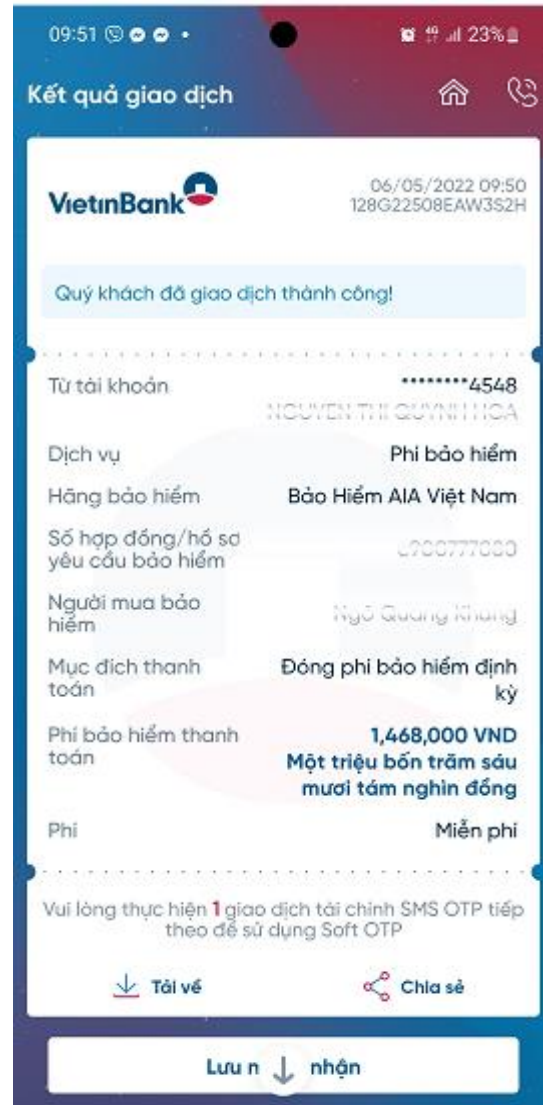 09:51 23%
Kết quả giao dịch
VietinBank
06/05/2022 09:50
128G22508EAW3S2H
Quý khách đã giao dịch thành công!
Từ tài khoản ********4548
Dịch vụ Phí bảo hiểm
Hãng bảo hiểm Bảo Hiểm AIA Việt Nam
Số hợp đồng/hồ sơ
yêu cầu bảo hiểm
Người mua bảo
hiểm
Mục đích thanh Đóng phí bảo hiểm định
toán kỳ
Phí bảo hiểm thanh 1,468,000 VND
toán Một triệu bốn trăm sáu
mươi tám nghìn đồng
Phí Miễn phí
Vui lòng thực hiện 1 giao dịch tài chính SMS OTP tiếp
theo để sử dụng Soft OTP
Tải về Chia sẻ
Lưu n nhận